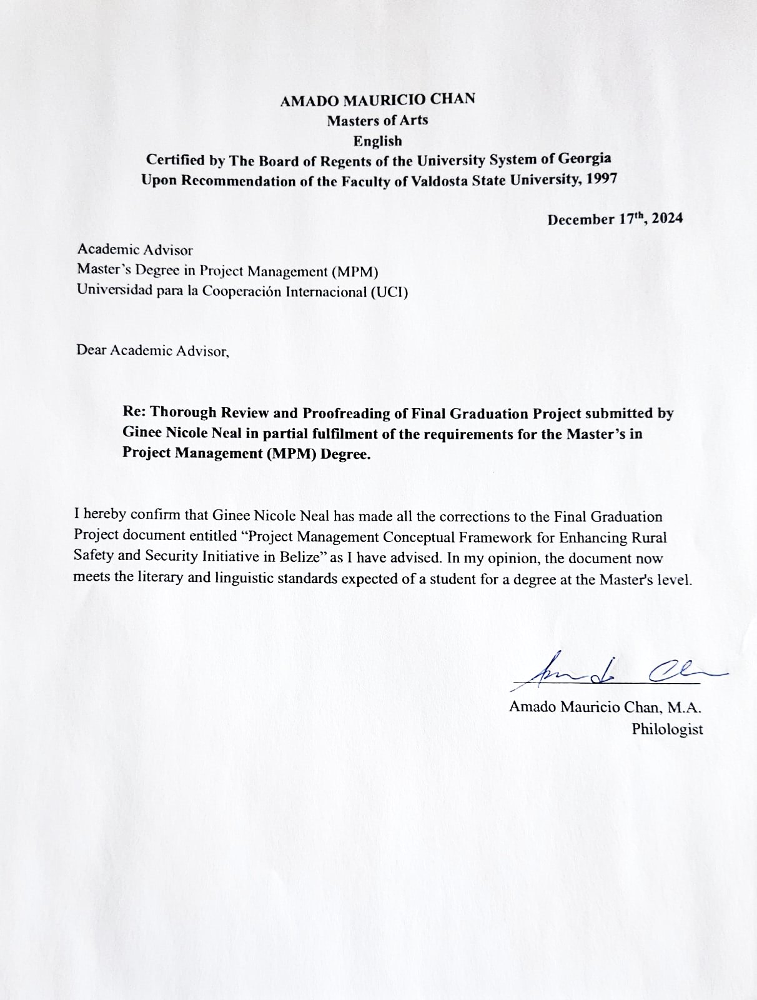 AMADO MAURICIO CHAN
Masters of Arts
English
Certified by The Board of Regents of the University System of Georgia
Upon Recommendation of the Faculty of Valdosta State University, 1997
December 17th, 2024
Academic Advisor
Master's Degree in Project Management (MPM)
Universidad para la Cooperación Internacional (UCI)
Dear Academic Advisor,
Re: Thorough Review and Proofreading of Final Graduation Project submitted by
Ginee Nicole Neal in partial fulfilment of the requirements for the Master's in
Project Management (MPM) Degree.
I hereby confirm that Ginee Nicole Neal has made all the corrections to the Final Graduation
Project document entitled “Project Management Conceptual Framework for Enhancing Rural
Safety and Security Initiative in Belize” as I have advised. In my opinion, the document now
meets the literary and linguistic standards expected of a student for a degree at the Master's level.
Amado Chan
Amado Mauricio Chan, M.A.
Philologist